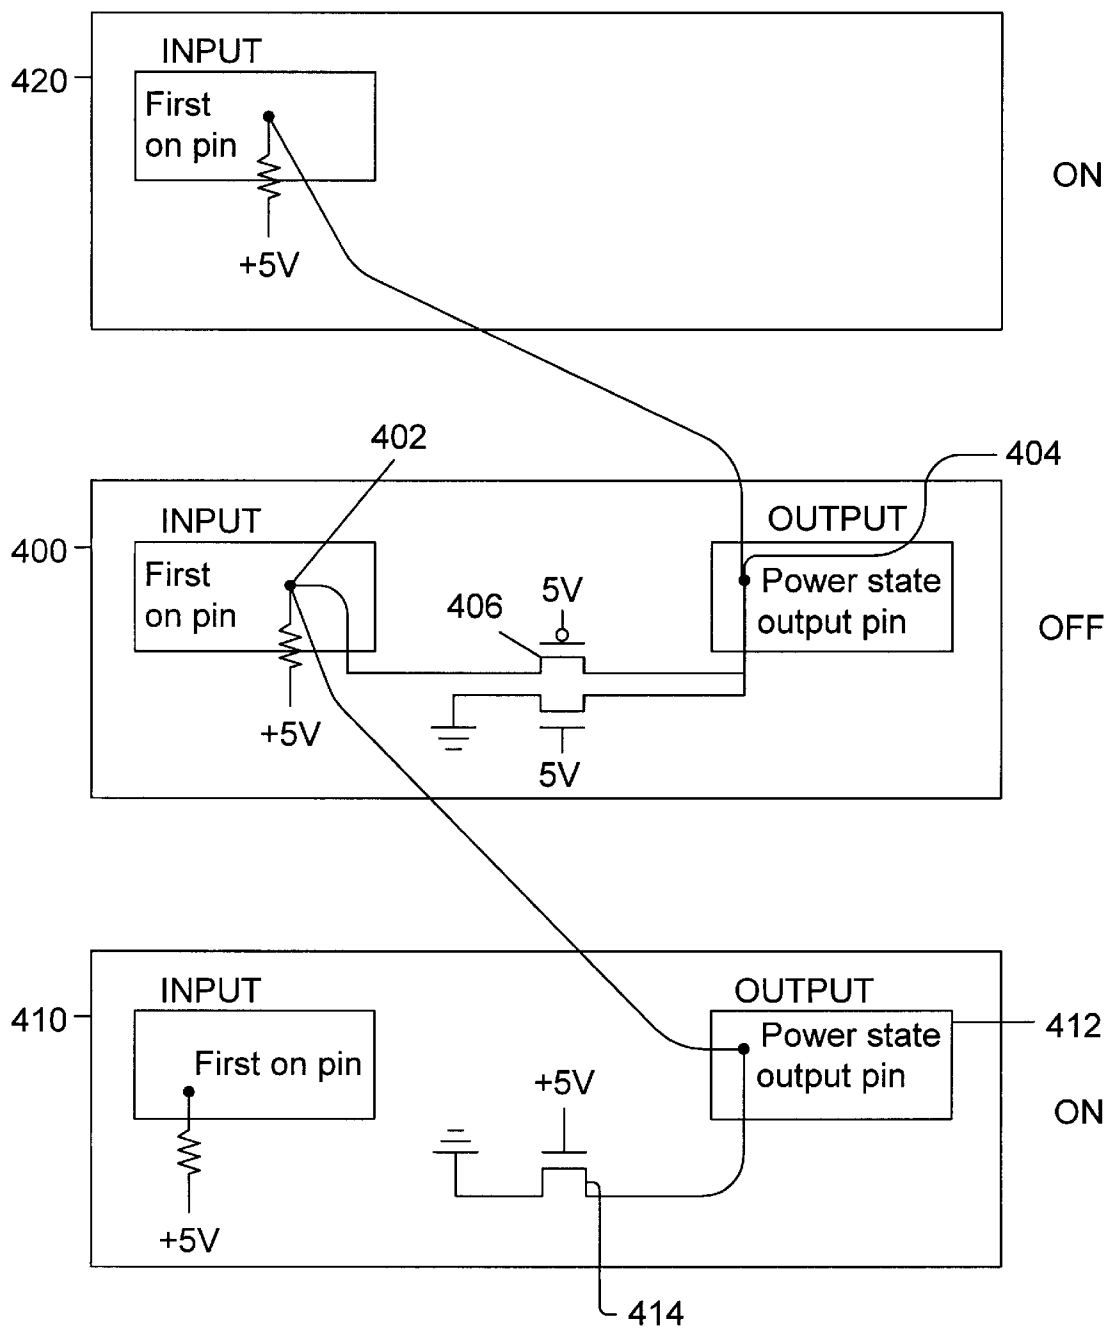 INPUT
420
First
on pin
ON
+5V
402
404
INPUT
OUTPUT
400
First
on pin
406
5V
Power state
output pin
OFF
+5V
5V
INPUT
OUTPUT
410
First on pin
Power state
output pin
412
+5V
ON
+5V
414